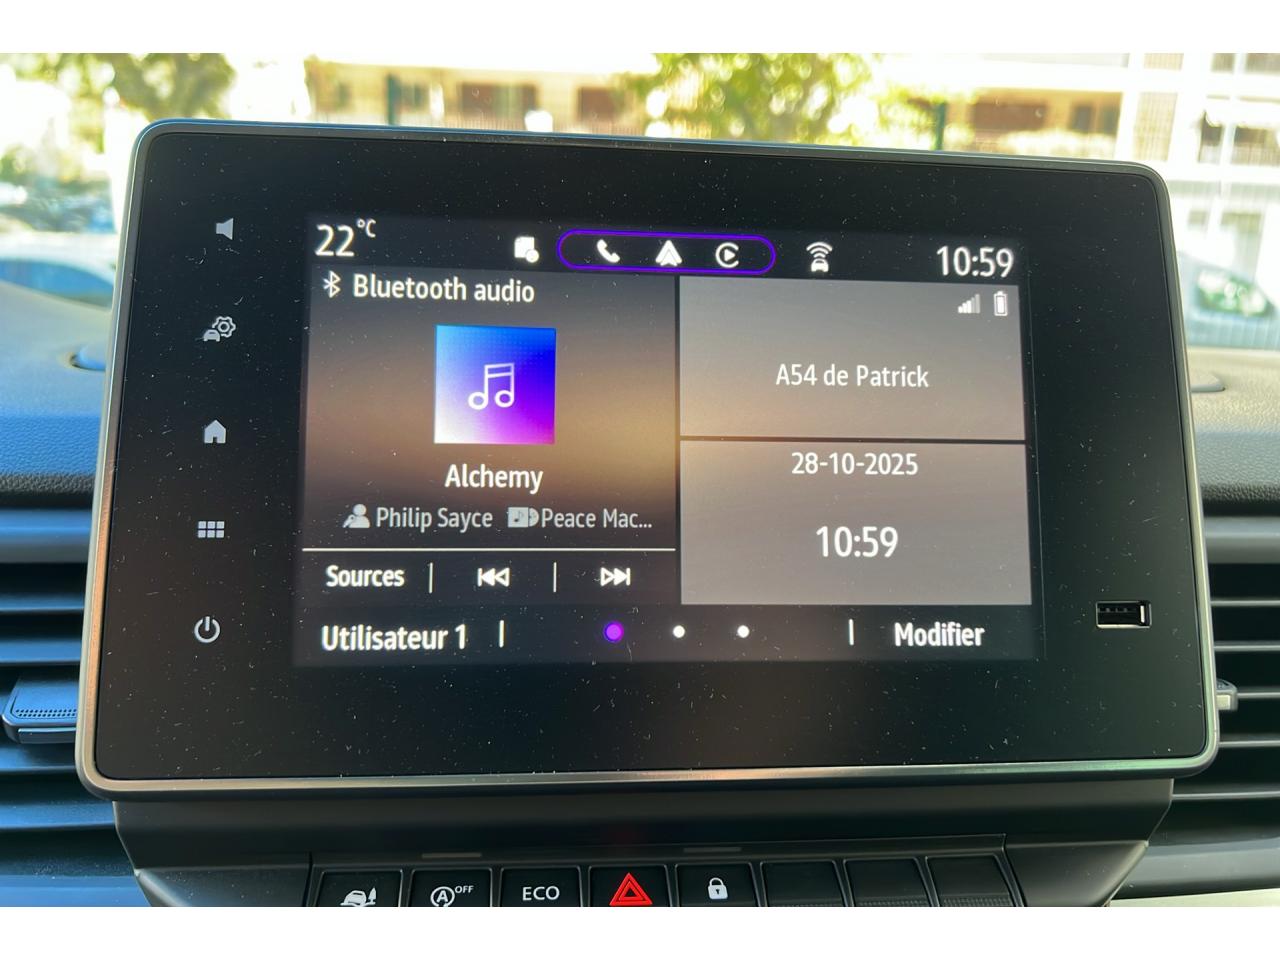 22 °C
10:59
Bluetooth audio
Alchemy
Philip Sayce
Peace Mac...
Sources
A54 de Patrick
28-10-2025
10:59
Utilisateur 1
Modifier
A OFF
ECO